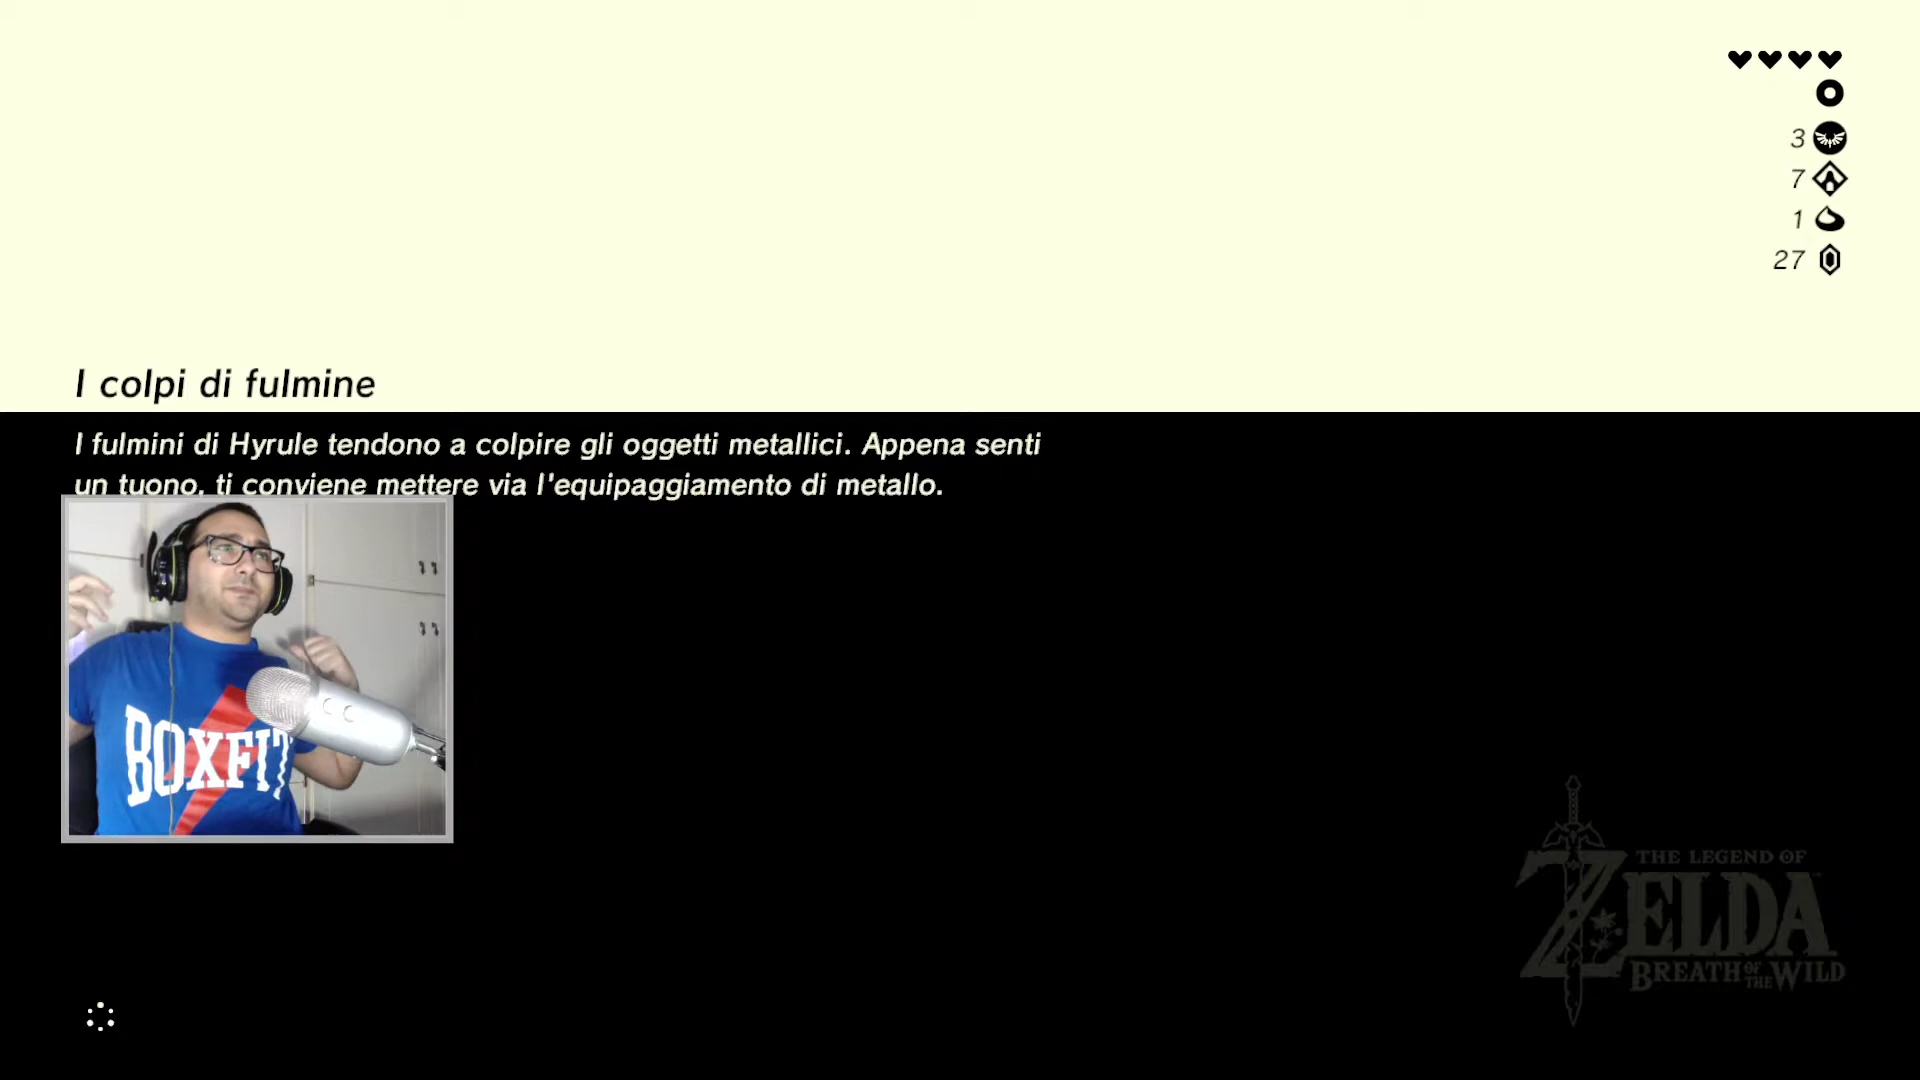 3
7
1
27
I colpi di fulmine
I fulmini di Hyrule tendono a colpire gli oggetti metallici. Appena senti
un tuono, ti conviene mettere via l'equipaggiamento di metallo.
BOXFIT
THE LEGEND OF
ZELDA
BREATH OF THE WILD